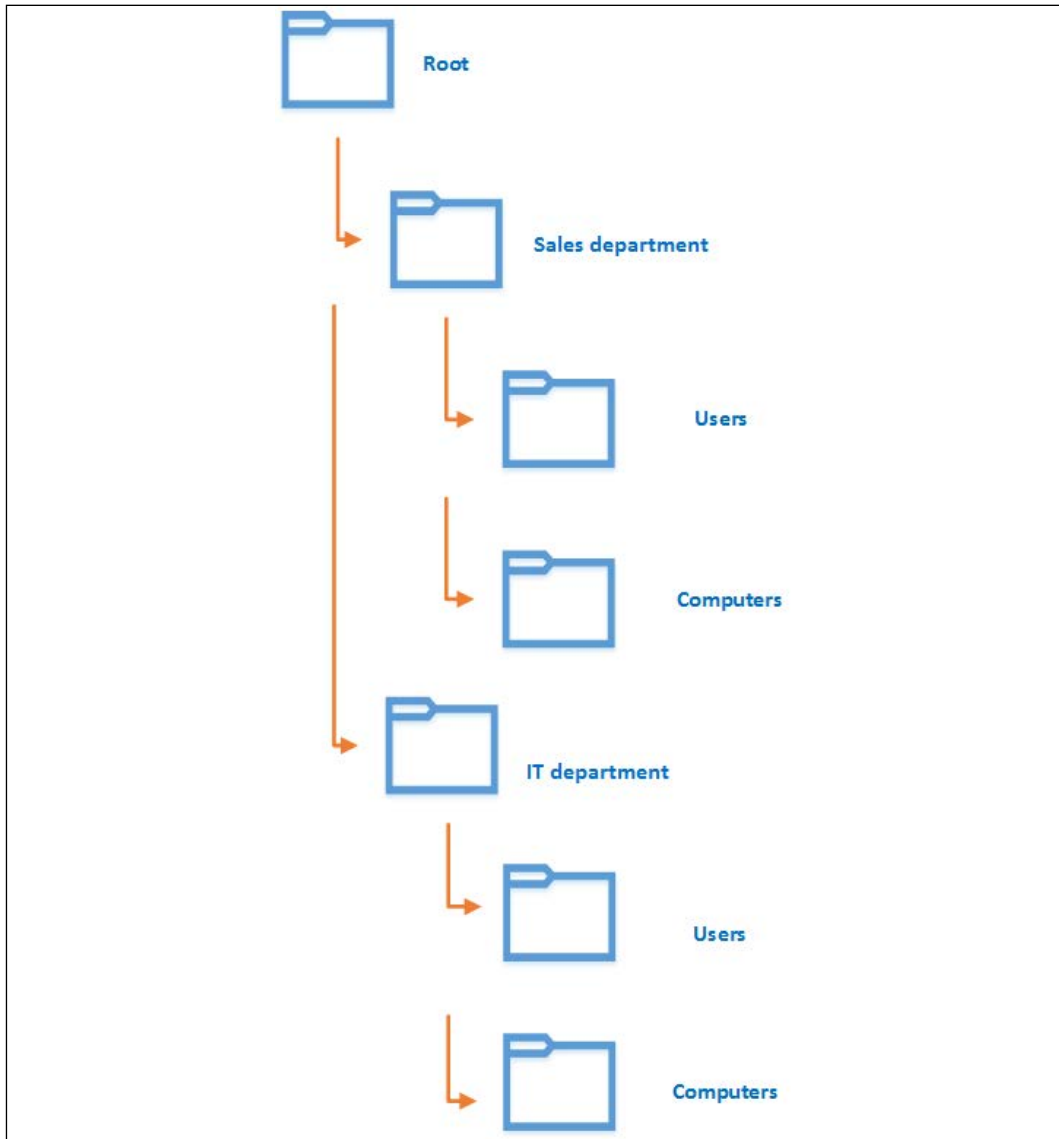 Root
Sales department
Users
Computers
IT department
Users
Computers